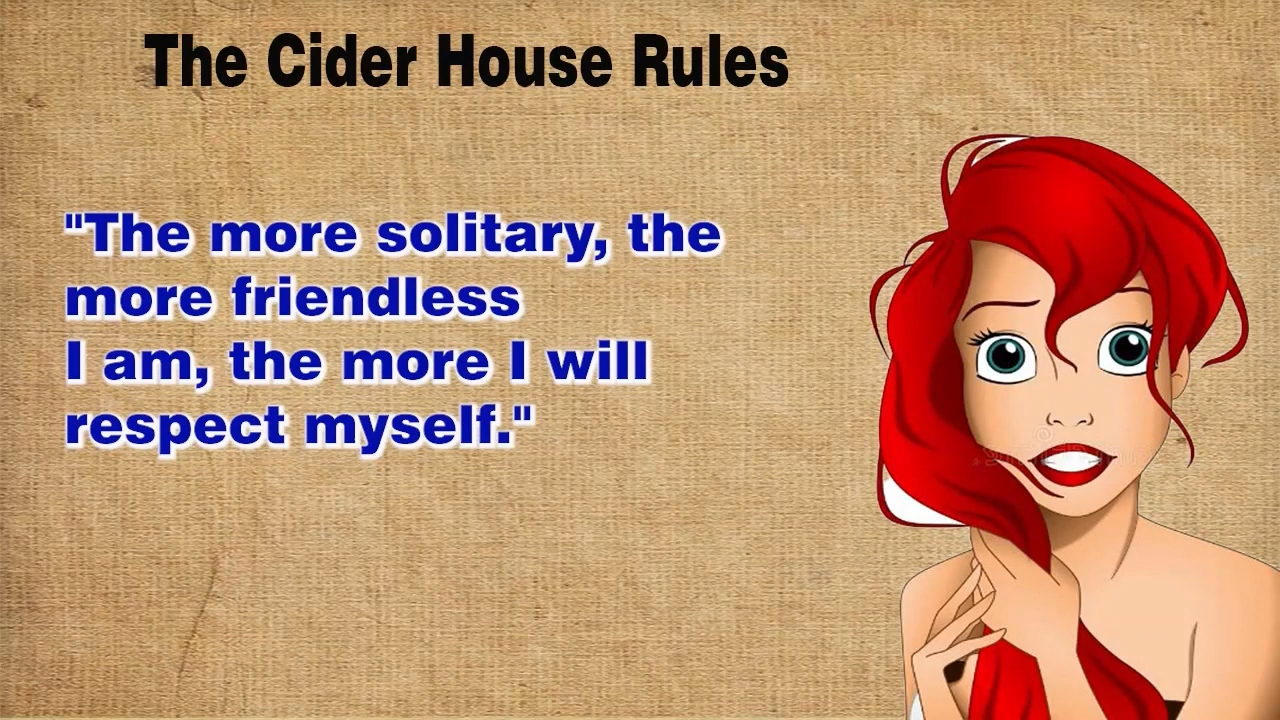 The Cider House Rules
"The more solitary, the
more friendless
I am, the more I will
respect myself."